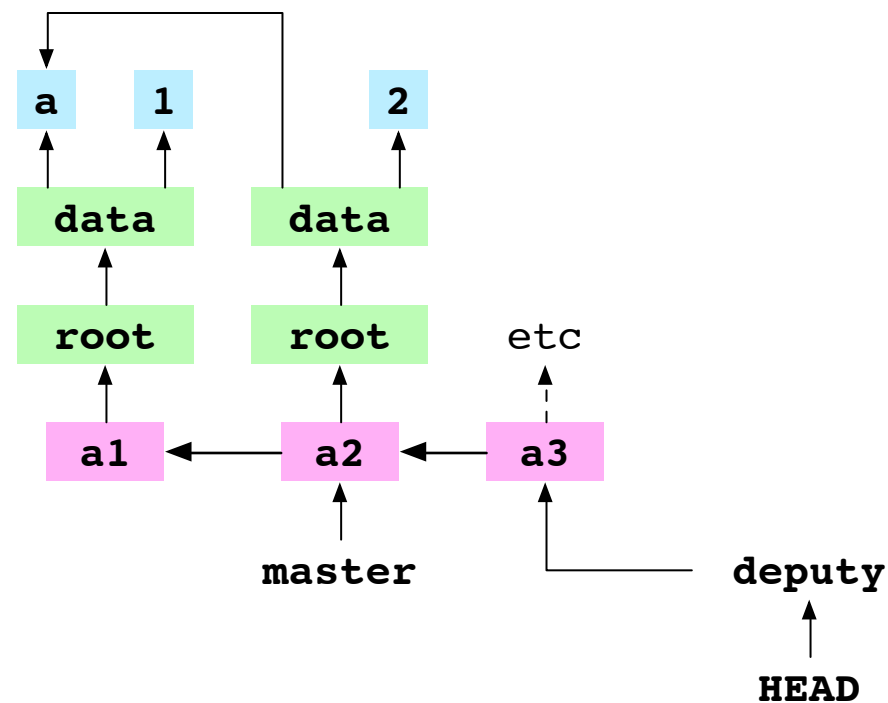 a 1 2
data data
root root etc
a1 a2 a3
master deputy
HEAD